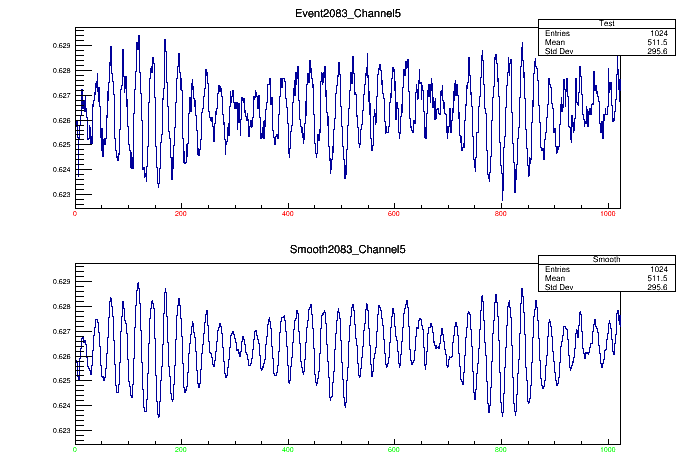 Event2083_Channel5
Test
Entries 1024
Mean 511.5
Std Dev 295.6
0.629
0.628
0.627
0.626
0.625
0.624
0.623
0 200 400 600 800 1000
Smooth2083_Channel5
Smooth
Entries 1024
Mean 511.5
Std Dev 295.6
0.629
0.628
0.627
0.626
0.625
0.624
0.623
0 200 400 600 800 1000